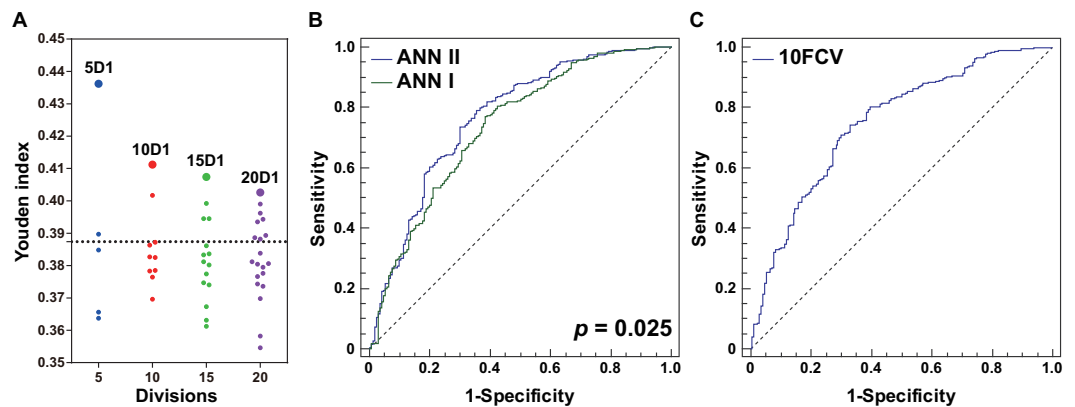 A
Youden index
0.45
0.44
0.43
0.42
0.41
0.40
0.39
0.38
0.37
0.36
0.35
5D1
10D1
15D1
20D1
5
10
15
20
Divisions
B
Sensitivity
1.0
0.8
0.6
0.4
0.2
0
ANN II
ANN I
p = 0.025
0
0.2
0.4
0.6
0.8
1.0
1-Specificity
C
Sensitivity
1.0
0.8
0.6
0.4
0.2
0
10FCV
0
0.2
0.4
0.6
0.8
1.0
1-Specificity